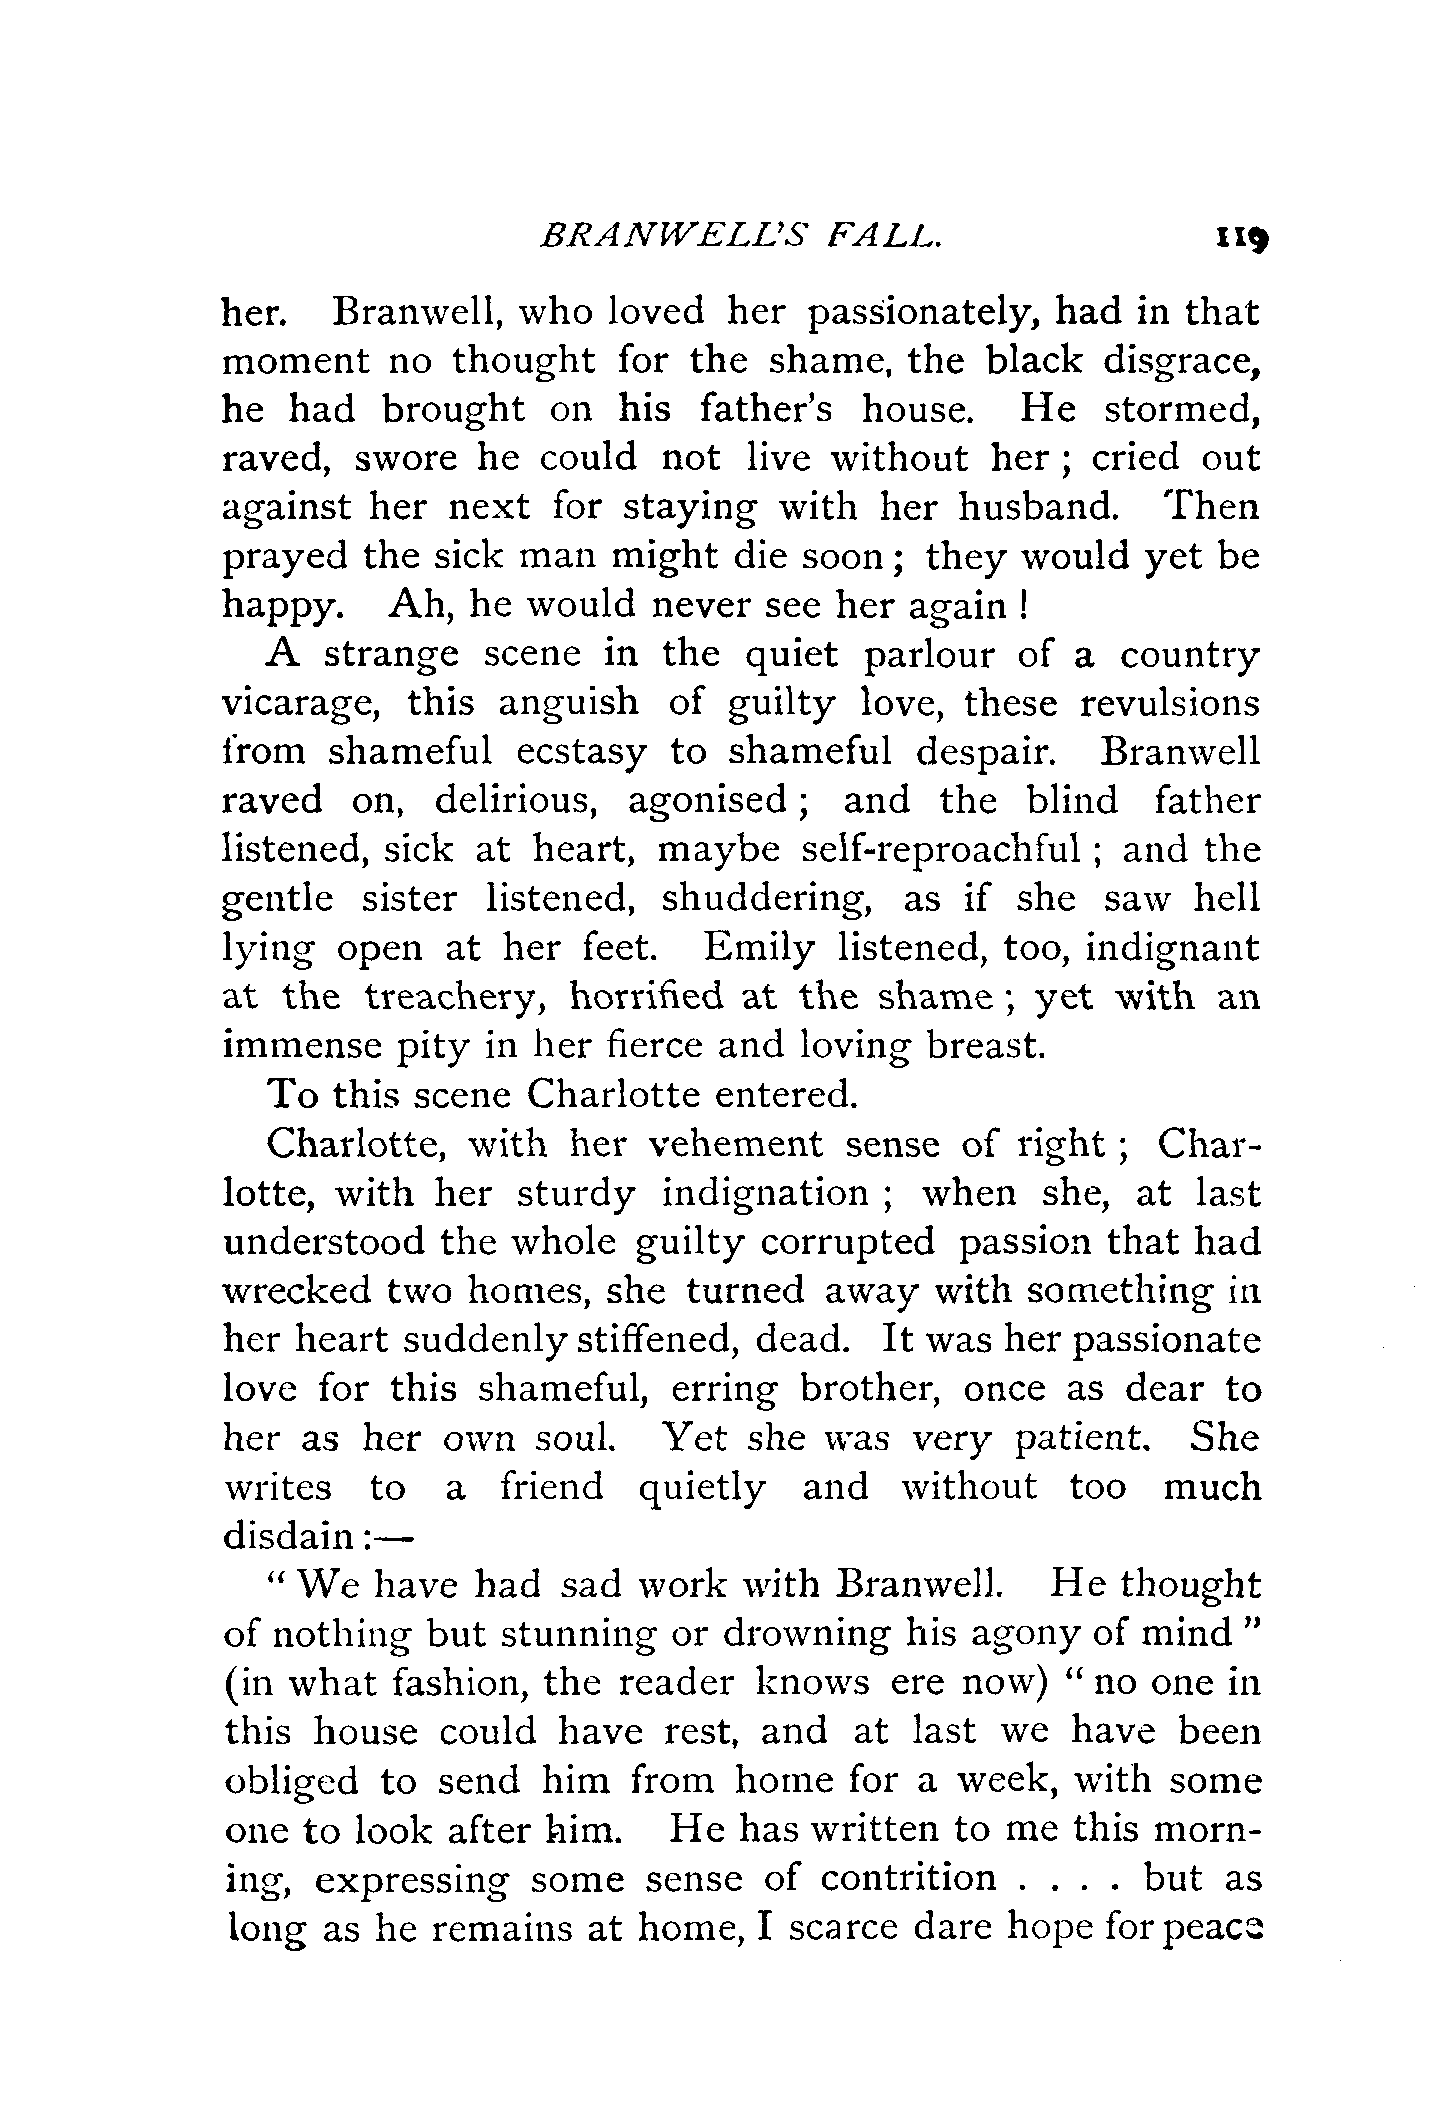 BRANWELL'S FALL. 119
her. Branwell, who loved her passionately, had in that
moment no thought for the shame, the black disgrace,
he had brought on his father's house. He stormed,
raved, swore he could not live without her ; cried out
against her next for staying with her husband. Then
prayed the sick man might die soon ; they would yet be
happy. Ah, he would never see her again !
A strange scene in the quiet parlour of a country
vicarage, this anguish of guilty love, these revulsions
from shameful ecstasy to shameful despair. Branwell
raved on, delirious, agonised ; and the blind father
listened, sick at heart, maybe self-reproachful ; and the
gentle sister listened, shuddering, as if she saw hell
lying open at her feet. Emily listened, too, indignant
at the treachery, horrified at the shame ; yet with an
immense pity in her fierce and loving breast.
To this scene Charlotte entered.
Charlotte, with her vehement sense of right ; Char-
lotte, with her sturdy indignation ; when she, at last
understood the whole guilty corrupted passion that had
wrecked two homes, she turned away with something in
her heart suddenly stiffened, dead. It was her passionate
love for this shameful, erring brother, once as dear to
her as her own soul. Yet she was very patient. She
writes to a friend quietly and without too much
disdain :—
“ We have had sad work with Branwell. He thought
of nothing but stunning or drowning his agony of mind ”
(in what fashion, the reader knows ere now) “ no one in
this house could have rest, and at last we have been
obliged to send him from home for a week, with some
one to look after him. He has written to me this morn-
ing, expressing some sense of contrition . . . . but as
long as he remains at home, I scarce dare hope for peace